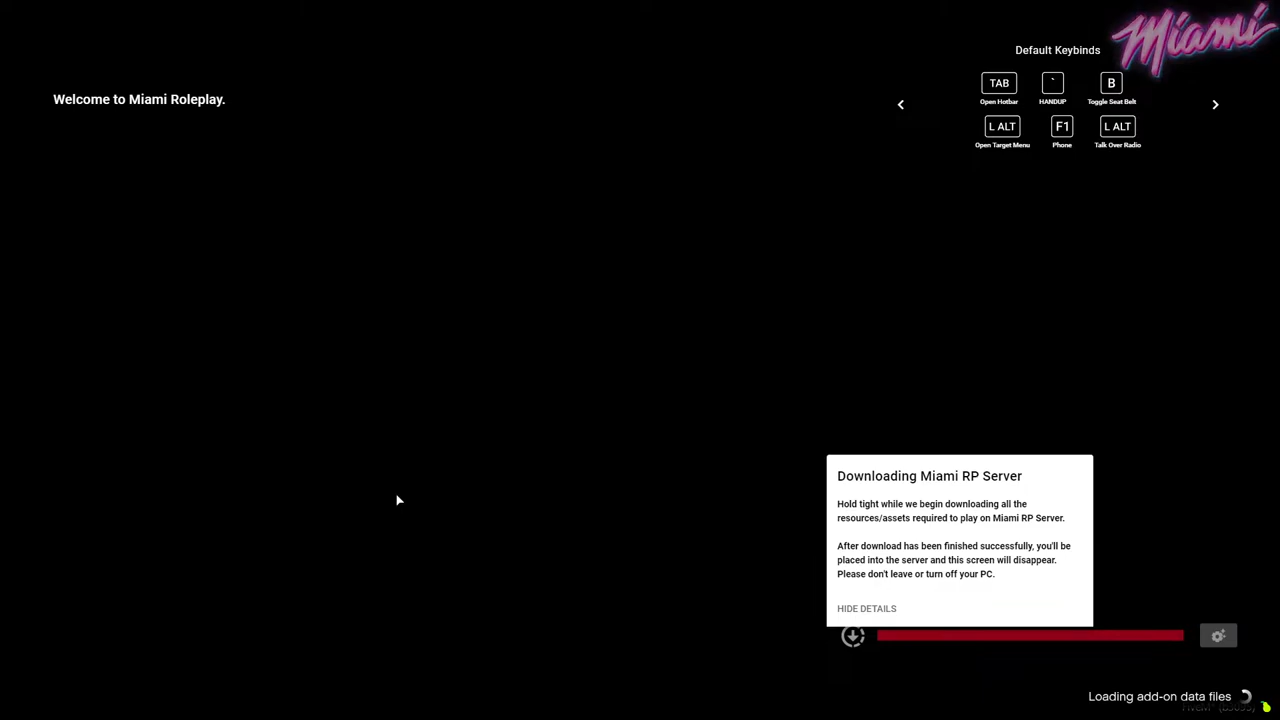 Miami
Default Keybinds
Welcome to Miami Roleplay.
TAB ` B
Open Hotbar HANDUP Toggle Seat Belt
L ALT F1 L ALT
Open Target Menu Phone Talk Over Radio
Downloading Miami RP Server
Hold tight while we begin downloading all the
resources/assets required to play on Miami RP Server.
After download has been finished successfully, you'll be
placed into the server and this screen will disappear.
Please don't leave or turn off your PC.
HIDE DETAILS
Loading add-on data files